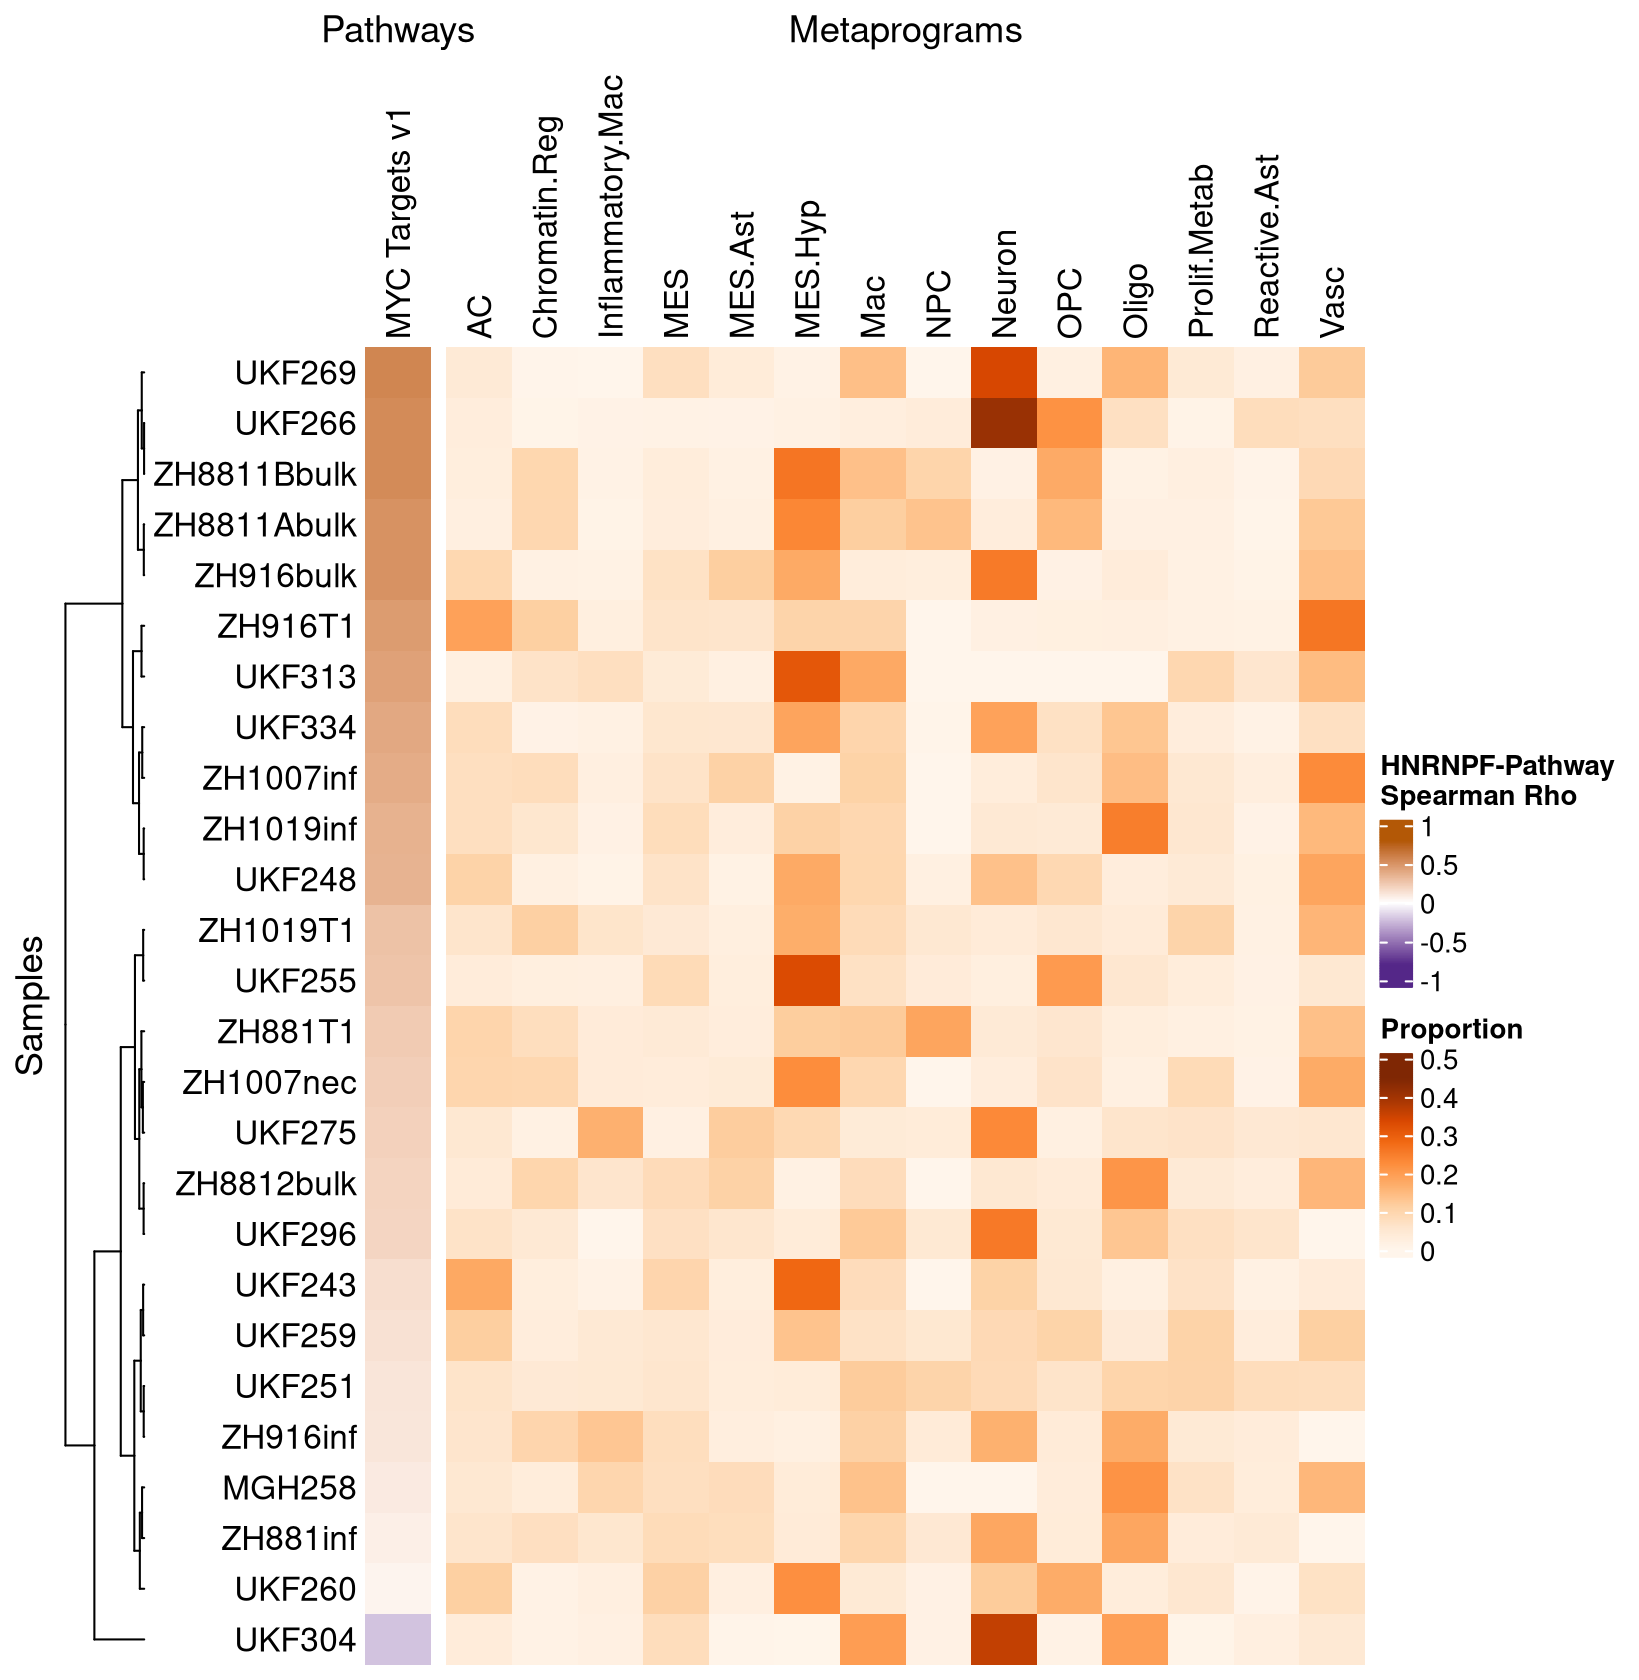 Pathways
Metaprograms
MYC Targets v1
AC
Chromatin.Reg
Inflammatory.Mac
MES
MES.Ast
MES.Hyp
Mac
NPC
Neuron
OPC
Oligo
Prolif.Metab
Reactive.Ast
Vasc
Samples
UKF269
UKF266
ZH8811Bbulk
ZH8811Abulk
ZH916bulk
ZH916T1
UKF313
UKF334
ZH1007inf
ZH1019inf
UKF248
ZH1019T1
UKF255
ZH881T1
ZH1007nec
UKF275
ZH8812bulk
UKF296
UKF243
UKF259
UKF251
ZH916inf
MGH258
ZH881inf
UKF260
UKF304
HNRNPF-Pathway
Spearman Rho
1
0.5
0
-0.5
-1
Proportion
0.5
0.4
0.3
0.2
0.1
0